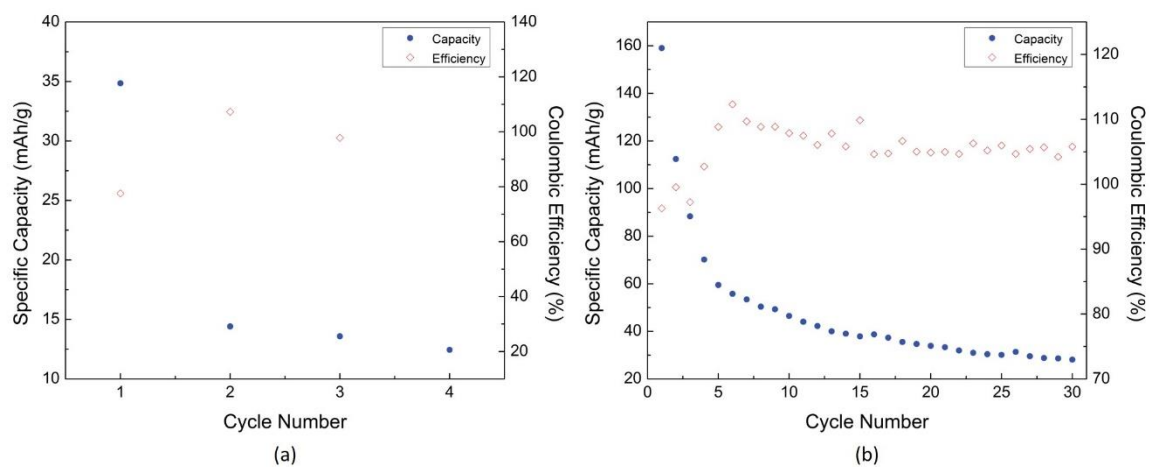 40
35
30
25
20
15
10
Specific Capacity (mAh/g)
140
120
100
80
60
40
20
Coulombic Efficiency (%)
Capacity
Efficiency
1 2 3 4
Cycle Number
(a)
160
140
120
100
80
60
40
20
Specific Capacity (mAh/g)
120
110
100
90
80
70
Coulombic Efficiency (%)
Capacity
Efficiency
0 5 10 15 20 25 30
Cycle Number
(b)